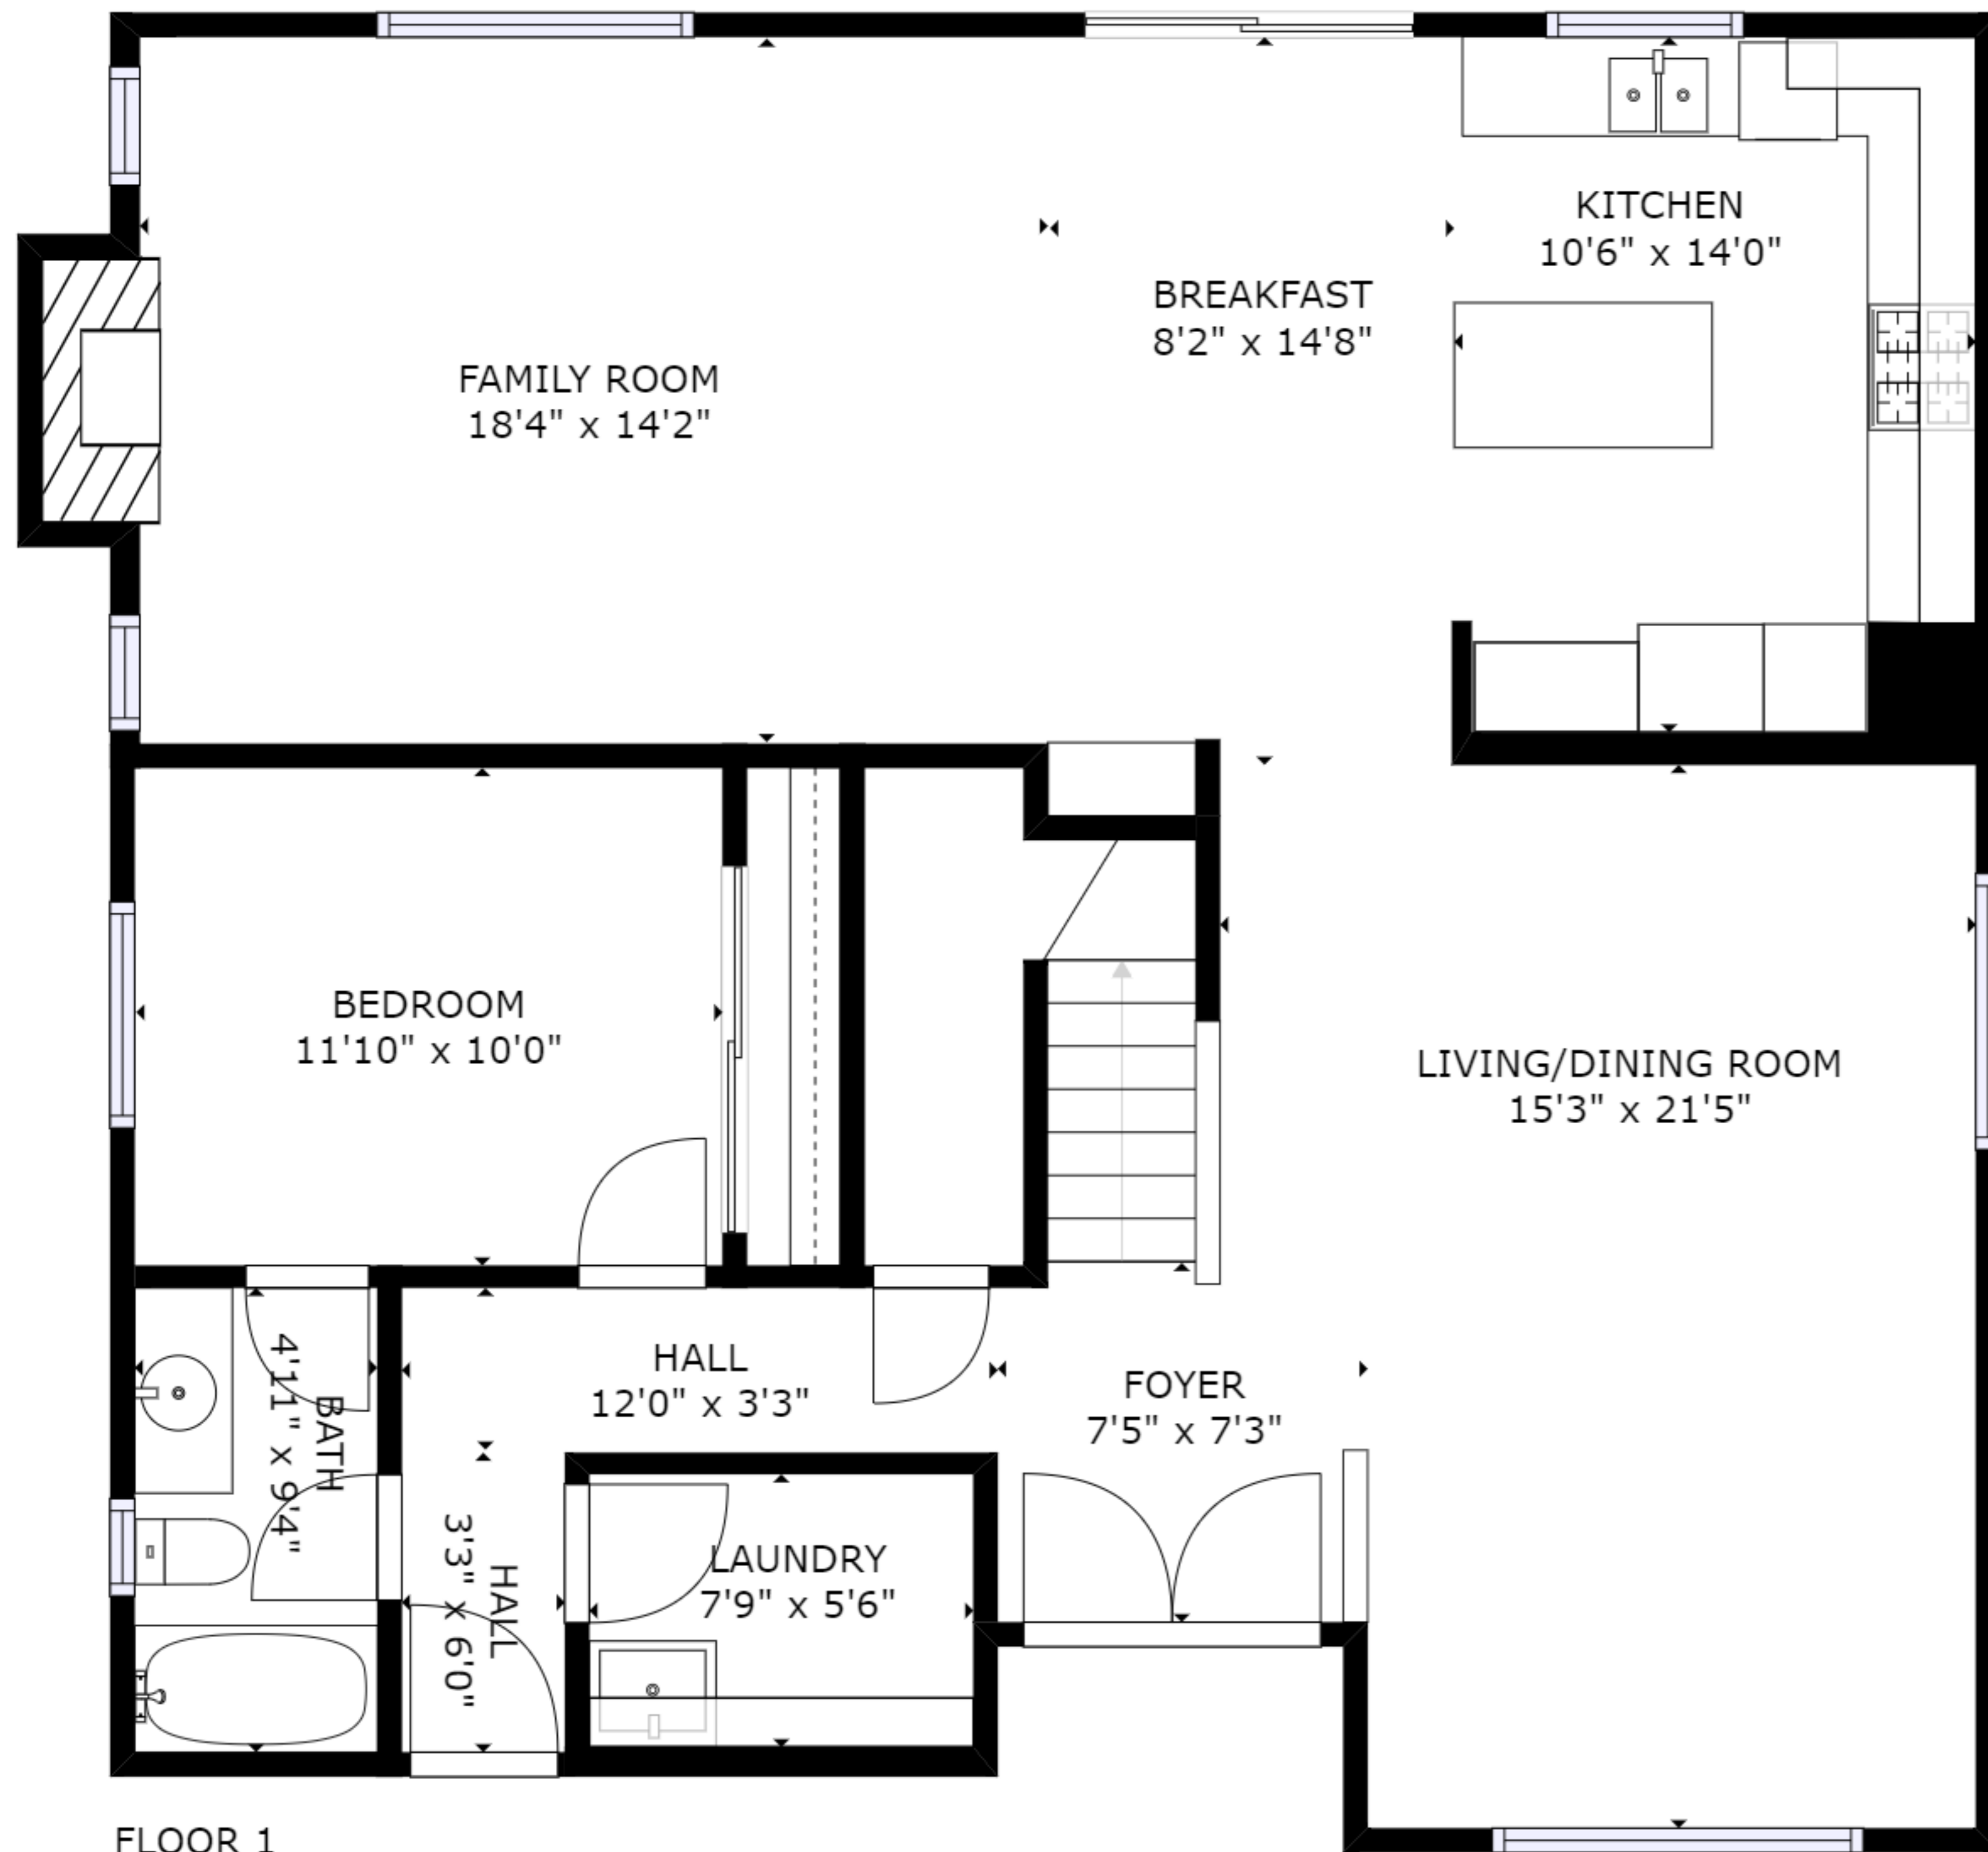 KITCHEN
10'6" x 14'0"
BREAKFAST
8'2" x 14'8"
FAMILY ROOM
18'4" x 14'2"
BEDROOM
11'10" x 10'0"
LIVING/DINING ROOM
15'3" x 21'5"
HALL
12'0" x 3'3"
FOYER
7'5" x 7'3"
BATH
4'11" x 9'4"
HALL
3'3" x 6'0"
LAUNDRY
7'9" x 5'6"
FLOOR 1